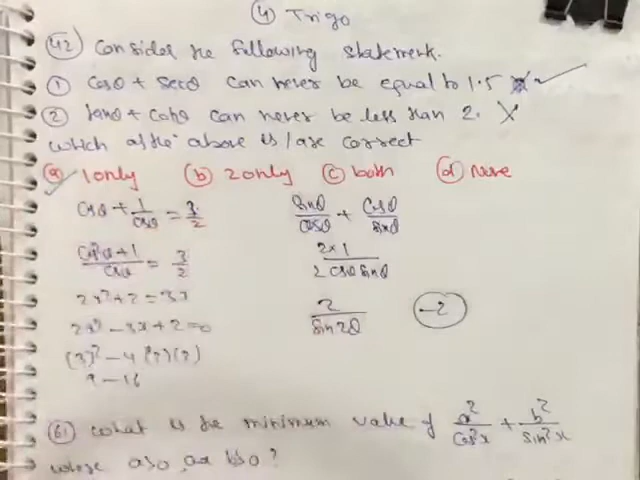 ④ Trigo
㊷ Consider the following statement.
① Cosθ + Secθ can never be equal to 1.5 ✓
② tanθ + Cotθ can never be less than 2. X
which of the above is/are correct
ⓐ 1 only ⓑ 2 only ⓒ both ⓓ none
cosθ + 1/cosθ = 3/2
cos²θ+1/cosθ = 3/2
2x²+2=3x
2x² - 3x + 2 = 0
(3)² - 4(2)(2)
9 - 16
sinθ/cosθ + cosθ/sinθ
2×1/2 cosθ sinθ
2/sin2θ
-2
what is the minimum value of a²/cos²x + b²/sin²x
whose a>0, b>0?